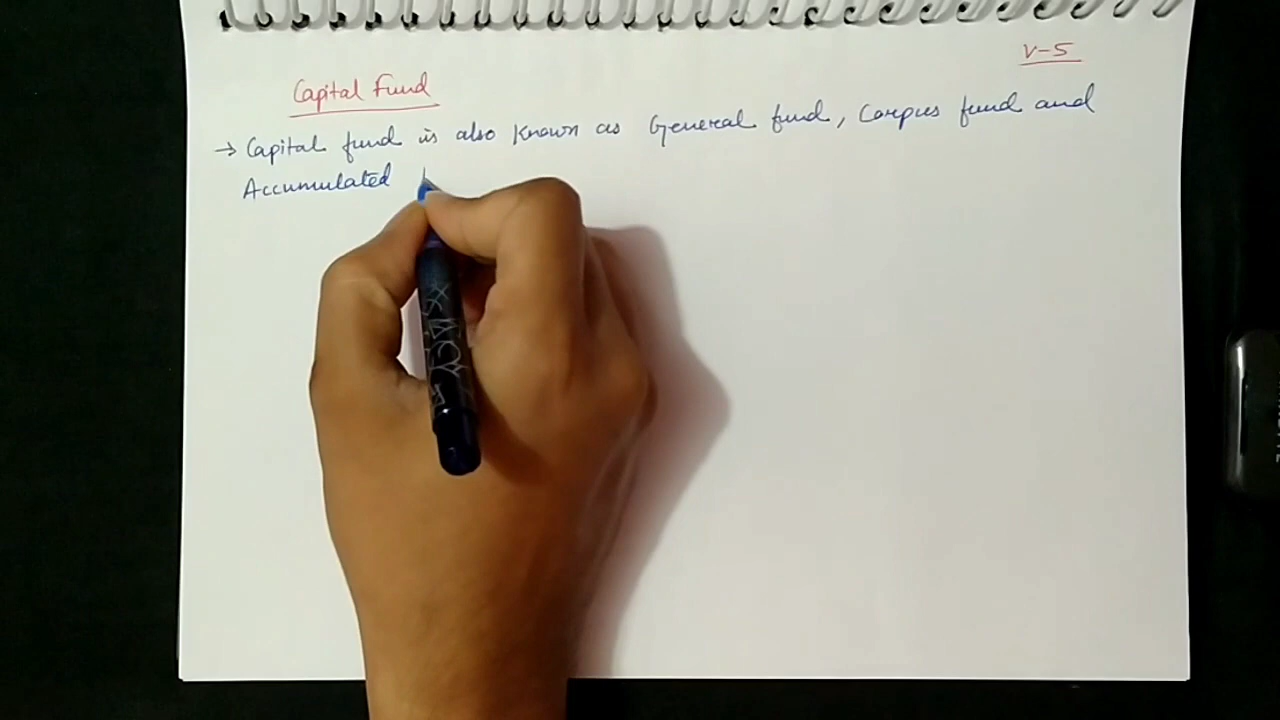 V-5
Capital Fund
→ Capital fund is also known as General fund, Corpus fund and
Accumulated